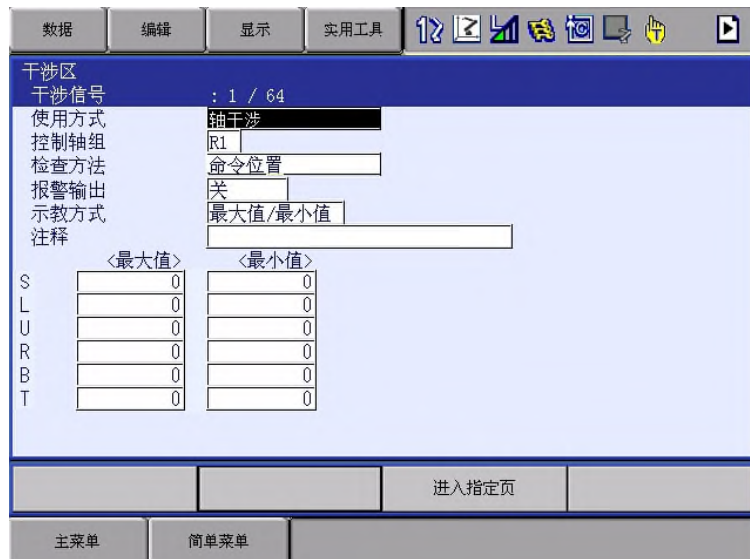 数据 编辑 显示 实用工具
干涉区
干涉信号 : 1 / 64
使用方式 轴干涉
控制轴组 R1
检查方法 命令位置
报警输出 关
示教方式 最大值/最小值
注释
<最大值> <最小值>
S 0 0
L 0 0
U 0 0
R 0 0
B 0 0
T 0 0
进入指定页
主菜单 简单菜单